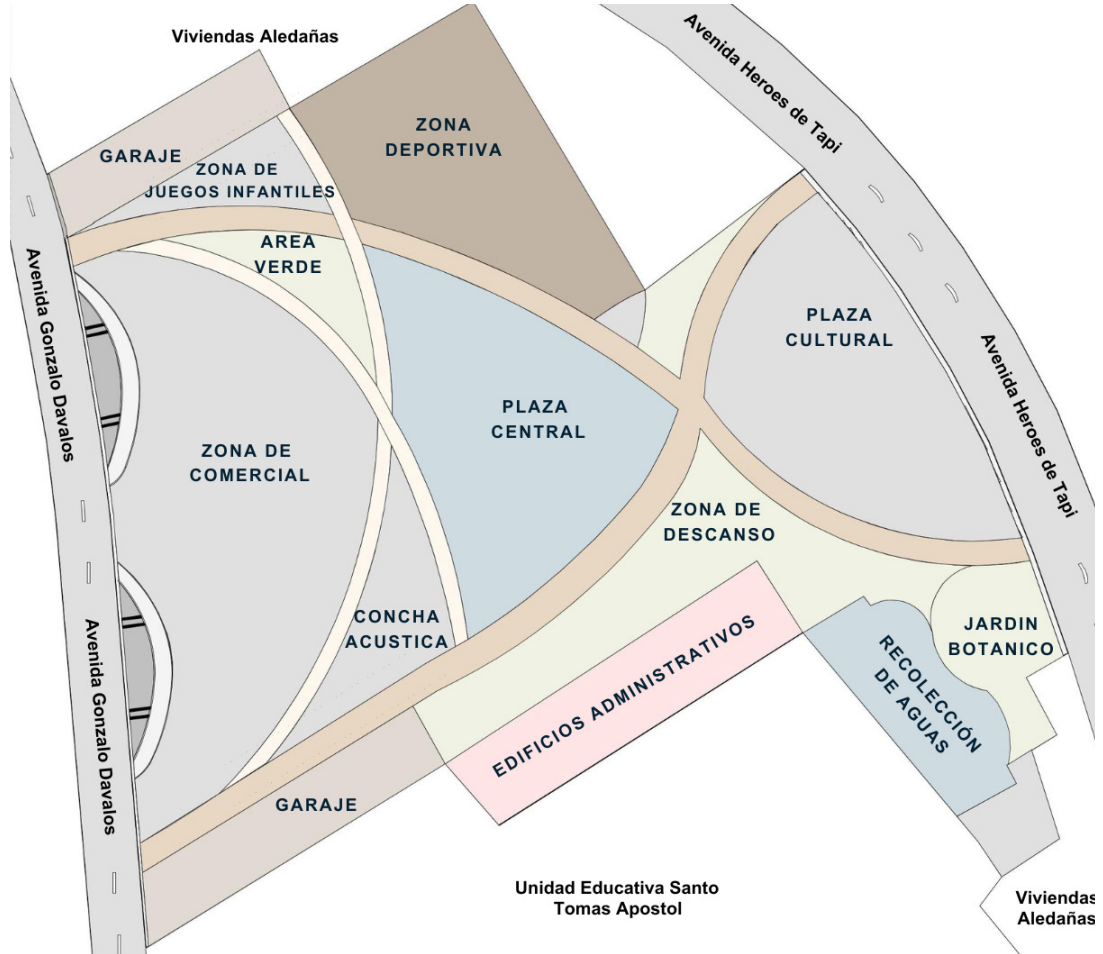 Viviendas Aledañas
Avenida Heroes de Tapi
ZONA
DEPORTIVA
GARAJE
ZONA DE
JUEGOS INFANTILES
AREA
VERDE
Avenida Gonzalo Davalos
PLAZA
CULTURAL
Avenida Heroes de Tapi
PLAZA
CENTRAL
ZONA DE
COMERCIAL
ZONA DE
DESCANSO
CONCHA
ACUSTICA
JARDIN
BOTANICO
RECOLECCIÓN
DE AGUAS
EDIFICIOS ADMINISTRATIVOS
Avenida Gonzalo Davalos
GARAJE
Unidad Educativa Santo
Tomas Apostol
Viviendas
Aledañas